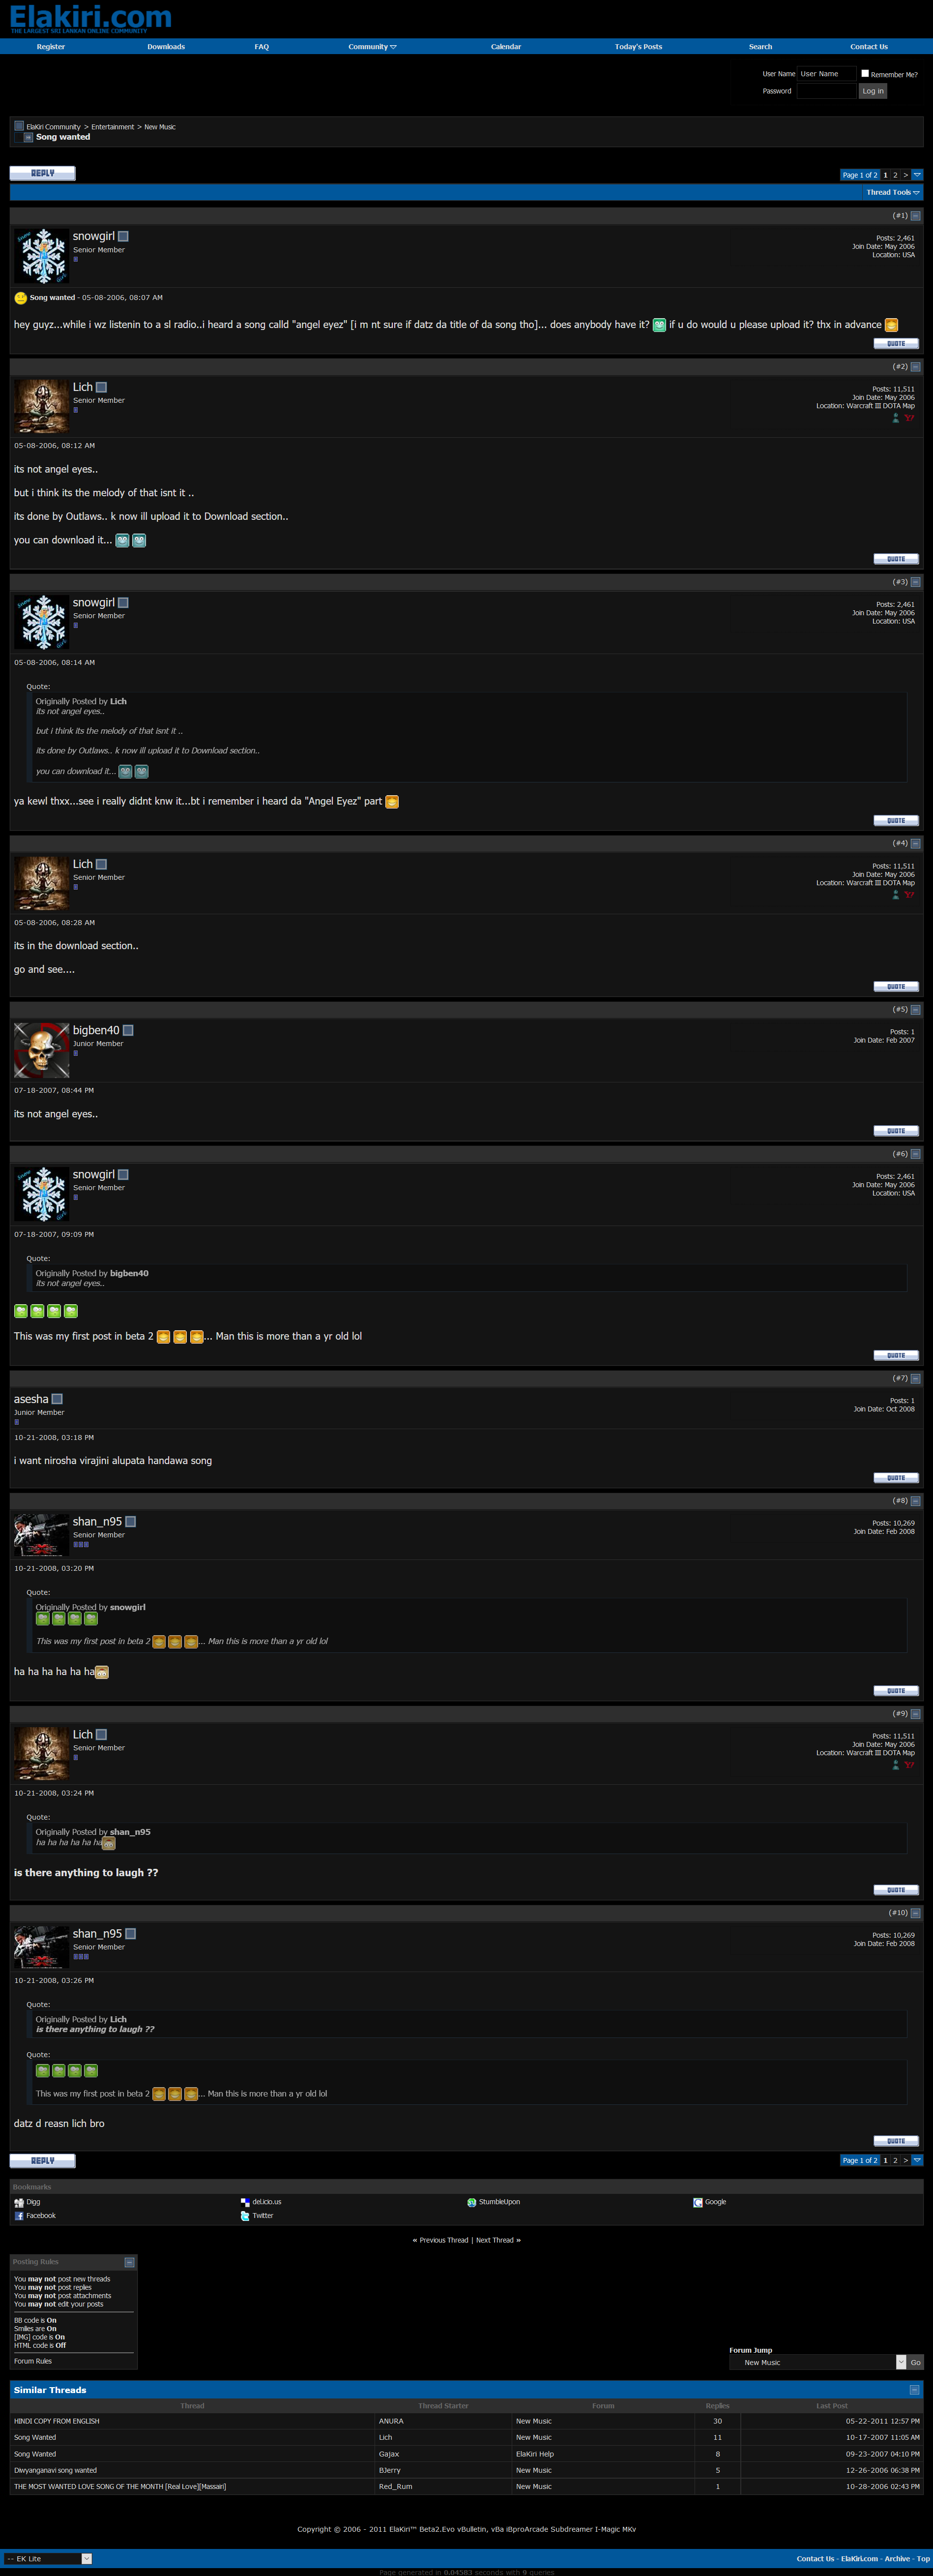 Elakiri.com
THE LARGEST SRI LANKAN ONLINE COMMUNITY
Register Downloads FAQ Community Calendar Today's Posts Search Contact Us
User Name User Name Remember Me?
Password Log in
ElaKiri Community > Entertainment > New Music
Song wanted
REPLY
Page 1 of 2 1 2 >
Thread Tools
(#1)
snowgirl
Senior Member
Posts: 2,461
Join Date: May 2006
Location: USA
Song wanted - 05-08-2006, 08:07 AM
hey guyz...while i wz listenin to a sl radio..i heard a song calld "angel eyez" [i m nt sure if datz da title of da song tho]... does anybody have it? if u do would u please upload it? thx in advance
QUOTE
(#2)
Lich
Senior Member
Posts: 11,511
Join Date: May 2006
Location: Warcraft III DOTA Map
05-08-2006, 08:12 AM
its not angel eyes..
but i think its the melody of that isnt it ..
its done by Outlaws.. k now ill upload it to Download section..
you can download it...
QUOTE
(#3)
snowgirl
Senior Member
Posts: 2,461
Join Date: May 2006
Location: USA
05-08-2006, 08:14 AM
Quote:
Originally Posted by Lich
its not angel eyes..
but i think its the melody of that isnt it ..
its done by Outlaws.. k now ill upload it to Download section..
you can download it...
ya kewl thxx...see i really didnt knw it...bt i remember i heard da "Angel Eyez" part
QUOTE
(#4)
Lich
Senior Member
Posts: 11,511
Join Date: May 2006
Location: Warcraft III DOTA Map
05-08-2006, 08:28 AM
its in the download section..
go and see....
QUOTE
(#5)
bigben40
Junior Member
Posts: 1
Join Date: Feb 2007
07-18-2007, 08:44 PM
its not angel eyes..
QUOTE
(#6)
snowgirl
Senior Member
Posts: 2,461
Join Date: May 2006
Location: USA
07-18-2007, 09:09 PM
Quote:
Originally Posted by bigben40
its not angel eyes..
This was my first post in beta 2 ... Man this is more than a yr old lol
QUOTE
(#7)
asesha
Junior Member
Posts: 1
Join Date: Oct 2008
10-21-2008, 03:18 PM
i want nirosha virajini alupata handawa song
QUOTE
(#8)
shan_n95
Senior Member
Posts: 10,269
Join Date: Feb 2008
10-21-2008, 03:20 PM
Quote:
Originally Posted by snowgirl
This was my first post in beta 2 ... Man this is more than a yr old lol
ha ha ha ha ha ha
QUOTE
(#9)
Lich
Senior Member
Posts: 11,511
Join Date: May 2006
Location: Warcraft III DOTA Map
10-21-2008, 03:24 PM
Quote:
Originally Posted by shan_n95
ha ha ha ha ha ha
is there anything to laugh ??
QUOTE
(#10)
shan_n95
Senior Member
Posts: 10,269
Join Date: Feb 2008
10-21-2008, 03:26 PM
Quote:
Originally Posted by Lich
is there anything to laugh ??
Quote:
This was my first post in beta 2 ... Man this is more than a yr old lol
datz d reasn lich bro
QUOTE
REPLY
Page 1 of 2 1 2 >
Bookmarks
Digg del.icio.us StumbleUpon Google
Facebook Twitter
« Previous Thread | Next Thread »
Posting Rules
You may not post new threads
You may not post replies
You may not post attachments
You may not edit your posts
BB code is On
Smilies are On
[IMG] code is On
HTML code is Off
Forum Rules
Forum Jump
New Music Go
Similar Threads
Thread Thread Starter Forum Replies Last Post
HINDI COPY FROM ENGLISH ANURA New Music 30 05-22-2011 12:57 PM
Song Wanted Lich New Music 11 10-17-2007 11:05 AM
Song Wanted Gajax ElaKiri Help 8 09-23-2007 04:10 PM
Diwyanganavi song wanted BJerry New Music 5 12-26-2006 06:38 PM
THE MOST WANTED LOVE SONG OF THE MONTH [Real Love][Massairi] Red_Rum New Music 1 10-28-2006 02:43 PM
Copyright © 2006 - 2011 ElaKiri™ Beta2.Evo vBulletin, vBa iBproArcade Subdreamer I-Magic MKv
-- EK Lite
Contact Us - ElaKiri.com - Archive - Top
Page generated in 0.04583 seconds with 9 queries